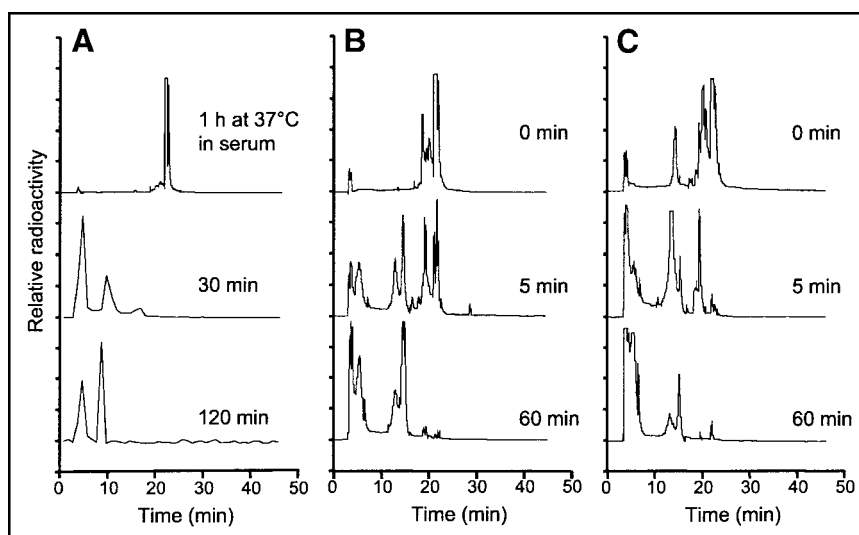 A
B
C
Relative radioactivity
1 h at 37°C
in serum
30 min
120 min
0 min
5 min
60 min
0 min
5 min
60 min
0 10 20 30 40 50
Time (min)
0 10 20 30 40 50
Time (min)
0 10 20 30 40 50
Time (min)